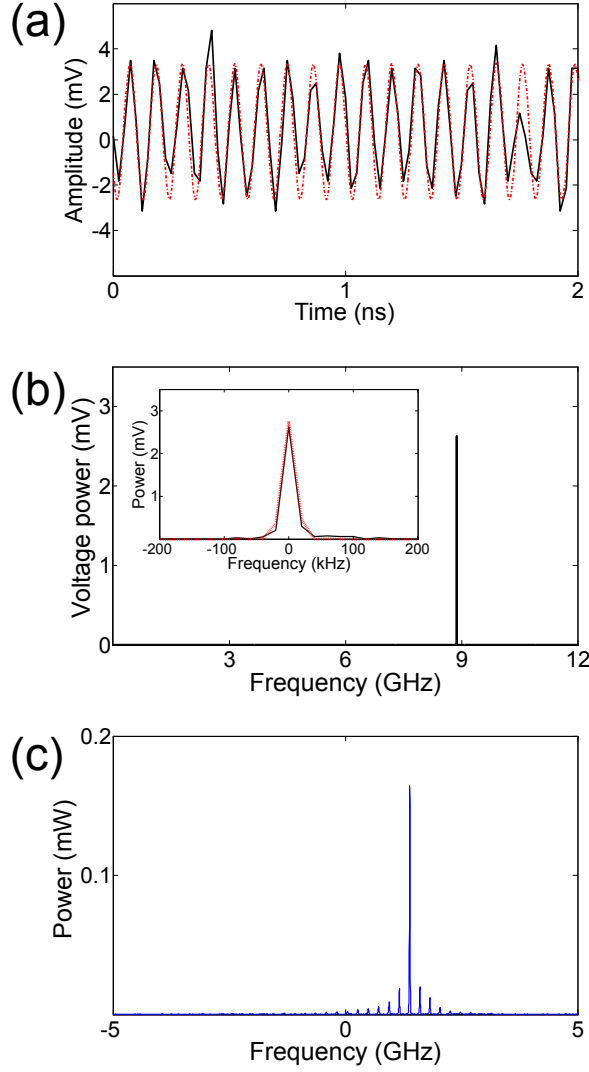 (a)
Amplitude (mV)
4
2
0
-2
-4
0
1
2
Time (ns)
(b)
Voltage power (mV)
3
2
1
0
3
6
9
12
Frequency (GHz)
Power (mV)
3
2
1
-200
-100
0
100
200
Frequency (kHz)
(c)
Power (mW)
0.2
0.1
-5
0
5
Frequency (GHz)